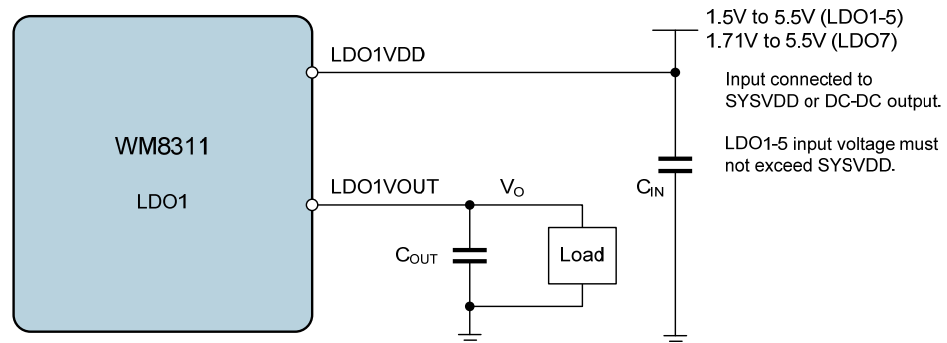 1.5V to 5.5V (LDO1-5)
1.71V to 5.5V (LDO7)
LDO1VDD
Input connected to
SYSVDD or DC-DC output.
WM8311
LDO1
LDO1-5 input voltage must
not exceed SYSVDD.
LDO1VOUT
VO
CIN
COUT
Load